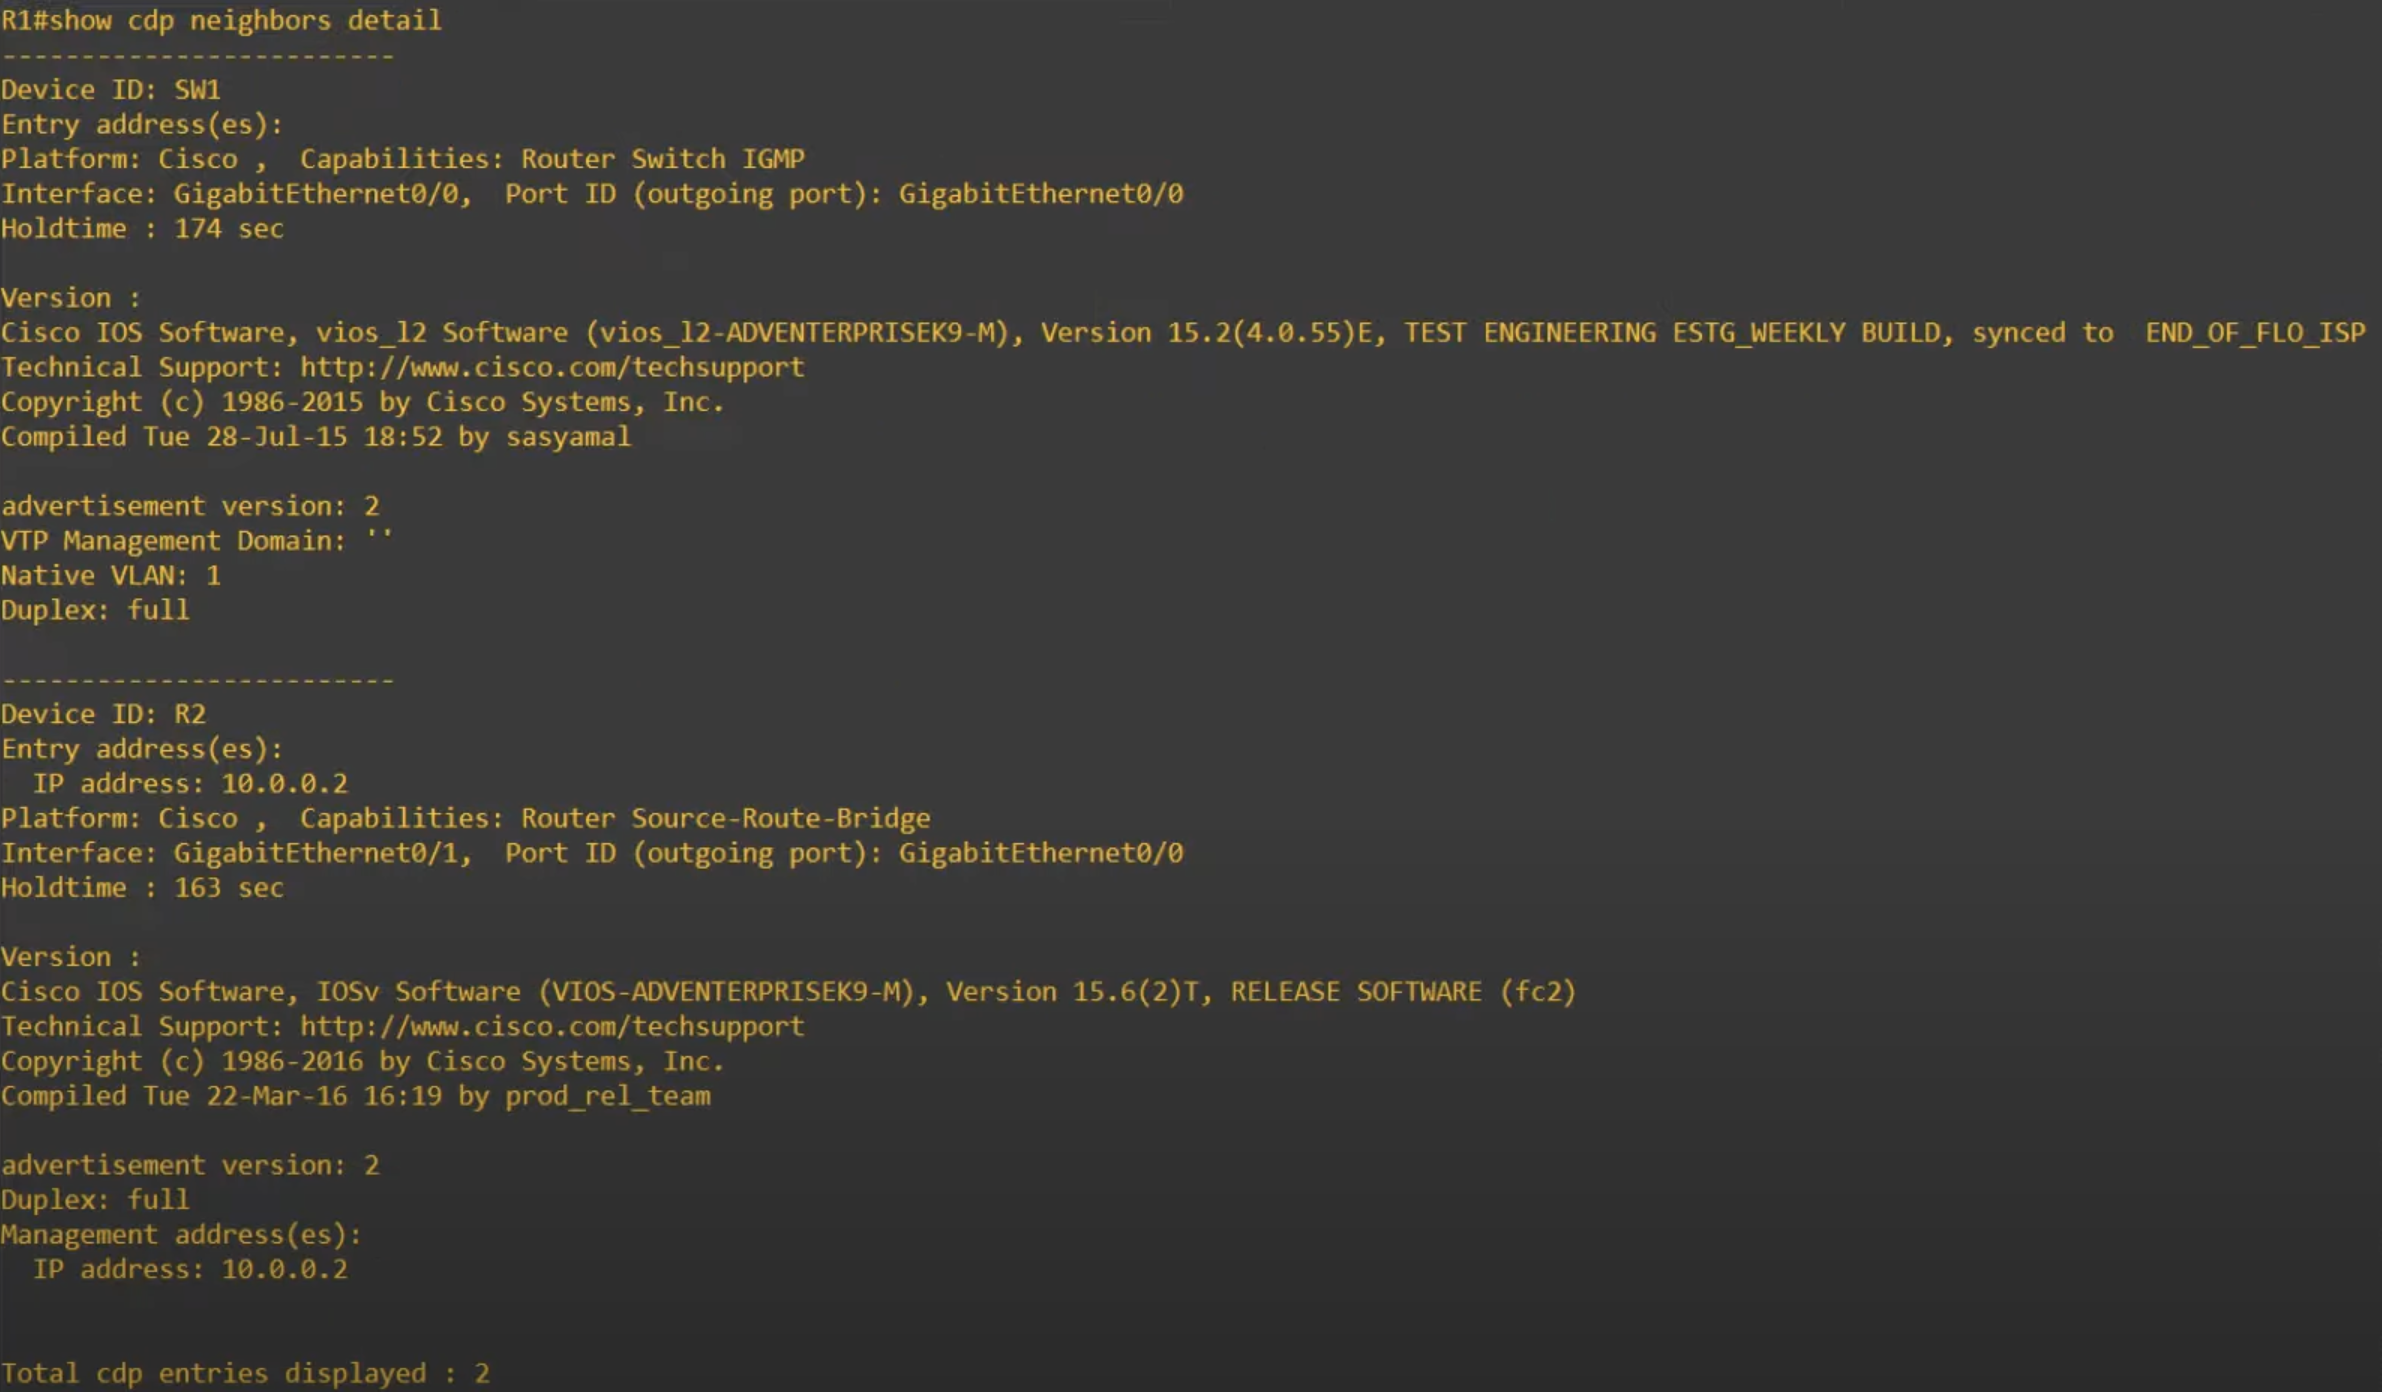 R1#show cdp neighbors detail
-------------------------
Device ID: SW1
Entry address(es):
Platform: Cisco ,  Capabilities: Router Switch IGMP
Interface: GigabitEthernet0/0,  Port ID (outgoing port): GigabitEthernet0/0
Holdtime : 174 sec

Version :
Cisco IOS Software, vios_l2 Software (vios_l2-ADVENTERPRISEK9-M), Version 15.2(4.0.55)E, TEST ENGINEERING ESTG_WEEKLY BUILD, synced to  END_OF_FLO_ISP
Technical Support: http://www.cisco.com/techsupport
Copyright (c) 1986-2015 by Cisco Systems, Inc.
Compiled Tue 28-Jul-15 18:52 by sasyamal

advertisement version: 2
VTP Management Domain: ''
Native VLAN: 1
Duplex: full

-------------------------
Device ID: R2
Entry address(es):
  IP address: 10.0.0.2
Platform: Cisco ,  Capabilities: Router Source-Route-Bridge
Interface: GigabitEthernet0/1,  Port ID (outgoing port): GigabitEthernet0/0
Holdtime : 163 sec

Version :
Cisco IOS Software, IOSv Software (VIOS-ADVENTERPRISEK9-M), Version 15.6(2)T, RELEASE SOFTWARE (fc2)
Technical Support: http://www.cisco.com/techsupport
Copyright (c) 1986-2016 by Cisco Systems, Inc.
Compiled Tue 22-Mar-16 16:19 by prod_rel_team

advertisement version: 2
Duplex: full
Management address(es):
  IP address: 10.0.0.2

Total cdp entries displayed : 2